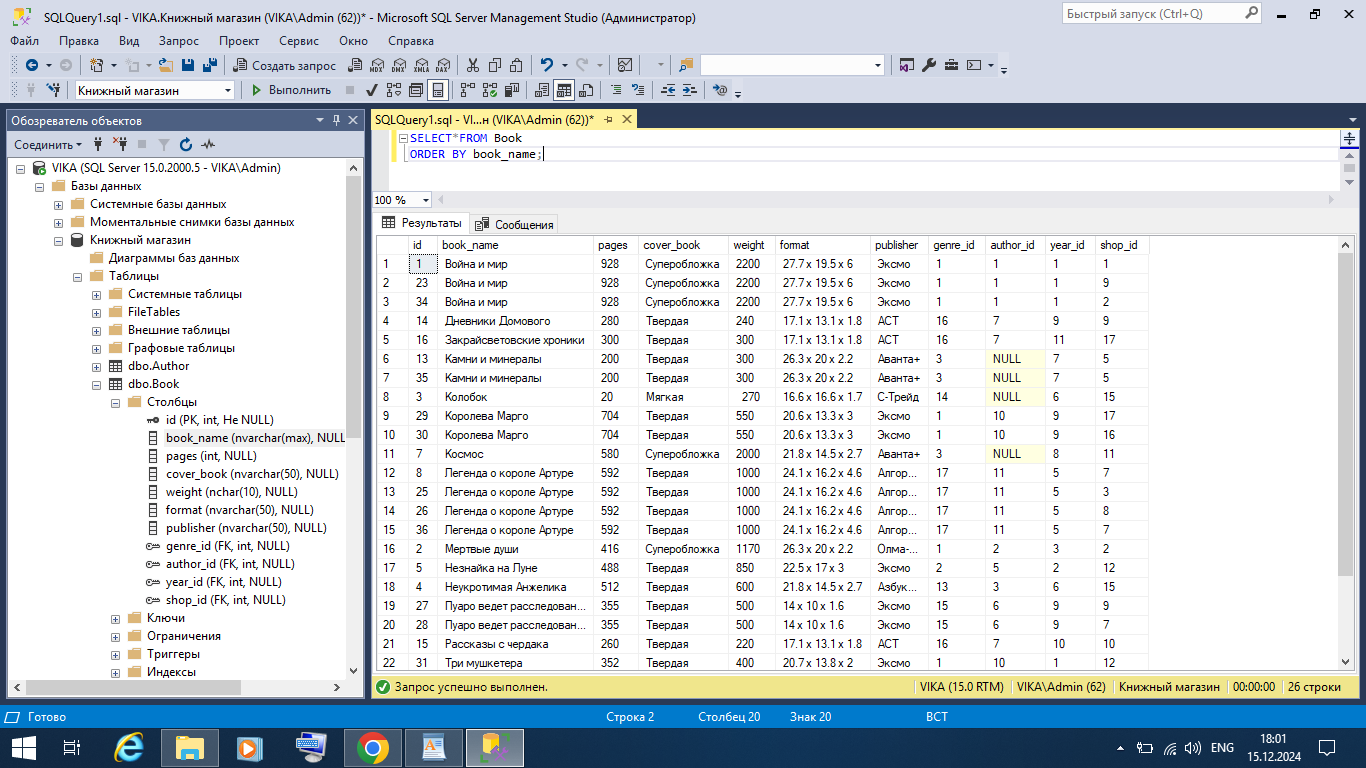 SQLQuery1.sql - VIKA.Книжный магазин (VIKA\Admin (62))* - Microsoft SQL Server Management Studio (Администратор)
Быстрый запуск (Ctrl+Q)
Файл Правка Вид Запрос Проект Сервис Окно Справка
Создать запрос MDX DMX XMLA DAX
Книжный магазин Выполнить
Обозреватель объектов
Соединить
VIKA (SQL Server 15.0.2000.5 - VIKA\Admin)
Базы данных
Системные базы данных
Моментальные снимки базы данных
Книжный магазин
Диаграммы баз данных
Таблицы
Системные таблицы
FileTables
Внешние таблицы
Графовые таблицы
dbo.Author
dbo.Book
Столбцы
id (PK, int, Не NULL)
book_name (nvarchar(max), NULL
pages (int, NULL)
cover_book (nvarchar(50), NULL)
weight (nchar(10), NULL)
format (nvarchar(50), NULL)
publisher (nvarchar(50), NULL)
genre_id (FK, int, NULL)
author_id (FK, int, NULL)
year_id (FK, int, NULL)
shop_id (FK, int, NULL)
Ключи
Ограничения
Триггеры
Индексы
SQLQuery1.sql - VI...н (VIKA\Admin (62))*
SELECT*FROM Book
ORDER BY book_name;
100 %
Результаты Сообщения
id book_name pages cover_book weight format publisher genre_id author_id year_id shop_id
1 1 Война и мир 928 Суперобложка 2200 27.7 x 19.5 x 6 Эксмо 1 1 1 1
2 23 Война и мир 928 Суперобложка 2200 27.7 x 19.5 x 6 Эксмо 1 1 1 9
3 34 Война и мир 928 Суперобложка 2200 27.7 x 19.5 x 6 Эксмо 1 1 1 2
4 14 Дневники Домового 280 Твердая 240 17.1 x 13.1 x 1.8 АСТ 16 7 9 9
5 16 Закрайсветовские хроники 300 Твердая 300 17.1 x 13.1 x 1.8 АСТ 16 7 11 17
6 13 Камни и минералы 200 Твердая 300 26.3 x 20 x 2.2 Аванта+ 3 NULL 7 5
7 35 Камни и минералы 200 Твердая 300 26.3 x 20 x 2.2 Аванта+ 3 NULL 7 5
8 3 Колобок 20 Мягкая 270 16.6 x 16.6 x 1.7 С-Трейд 14 NULL 6 15
9 29 Королева Марго 704 Твердая 550 20.6 x 13.3 x 3 Эксмо 1 10 9 17
10 30 Королева Марго 704 Твердая 550 20.6 x 13.3 x 3 Эксмо 1 10 9 16
11 7 Космос 580 Суперобложка 2000 21.8 x 14.5 x 2.7 Аванта+ 3 NULL 8 11
12 8 Легенда о короле Артуре 592 Твердая 1000 24.1 x 16.2 x 4.6 Алгор... 17 11 5 7
13 25 Легенда о короле Артуре 592 Твердая 1000 24.1 x 16.2 x 4.6 Алгор... 17 11 5 3
14 26 Легенда о короле Артуре 592 Твердая 1000 24.1 x 16.2 x 4.6 Алгор... 17 11 5 8
15 36 Легенда о короле Артуре 592 Твердая 1000 24.1 x 16.2 x 4.6 Алгор... 17 11 5 7
16 2 Мертвые души 416 Суперобложка 1170 26.3 x 20 x 2.2 Олма-... 1 2 3 2
17 5 Незнайка на Луне 488 Твердая 850 22.5 x 17 x 3 Эксмо 2 5 2 12
18 4 Неукротимая Анжелика 512 Твердая 600 21.8 x 14.5 x 2.7 Азбук... 13 3 6 15
19 27 Пуаро ведет расследован... 355 Твердая 500 14 x 10 x 1.6 Эксмо 15 6 9 9
20 28 Пуаро ведет расследован... 355 Твердая 500 14 x 10 x 1.6 Эксмо 15 6 9 7
21 15 Рассказы с чердака 260 Твердая 220 17.1 x 13.1 x 1.8 АСТ 16 7 10 10
22 31 Три мушкетера 352 Твердая 400 20.7 x 13.8 x 2 Эксмо 1 10 1 12
Запрос успешно выполнен. VIKA (15.0 RTM) VIKA\Admin (62) Книжный магазин 00:00:00 26 строки
Готово Строка 2 Столбец 20 Знак 20 ВСТ
ENG 18:01
15.12.2024